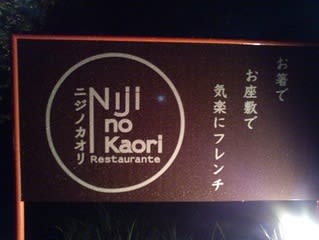 ニジノカオリ
Niji
no
Kaori
Restaurante
お箸で
お座敷で
気楽にフレンチ